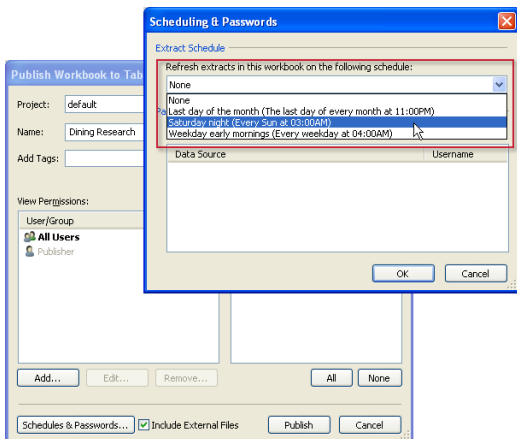 Scheduling & Passwords
Extract Schedule
Refresh extracts in this workbook on the following schedule:
None
None
Last day of the month (The last day of every month at 11:00PM)
Saturday night (Every Sun at 03:00AM)
Weekday early mornings (Every weekday at 04:00AM)
Pa
Data Source Username
OK Cancel
Publish Workbook to Tab
Project: default
Name: Dining Research
Add Tags:
View Permissions:
User/Group
All Users
Publisher
Add... Edit... Remove... All None
Schedules & Passwords... Include External Files Publish Cancel